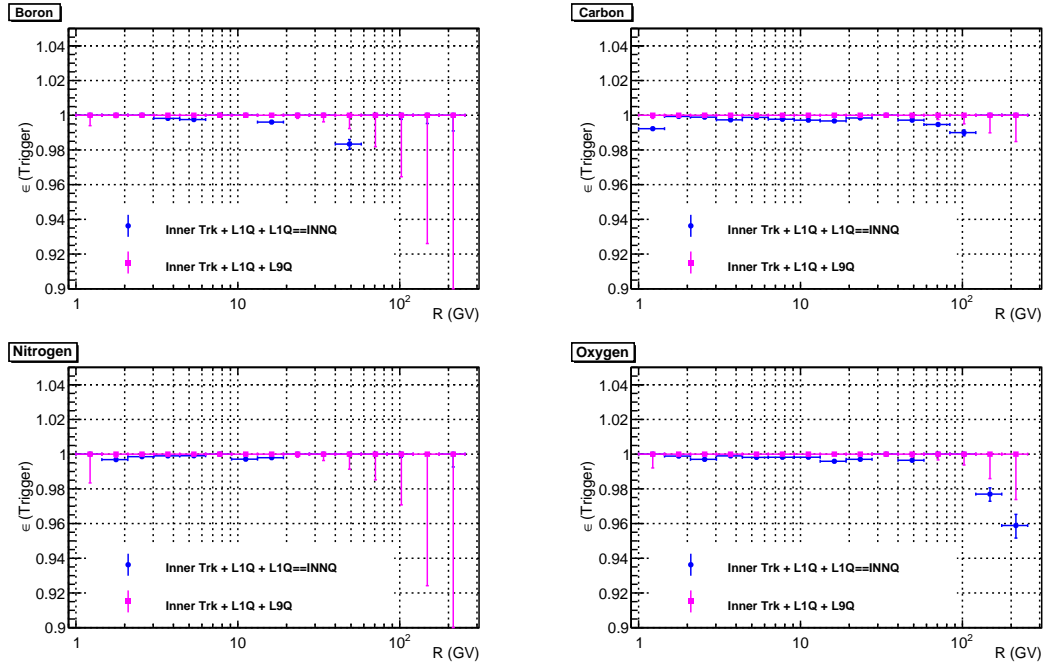 Boron
1.04
1.02
1
0.98
0.96
0.94
0.92
0.9
∈ (Trigger)
Inner Trk + L1Q + L1Q==INNQ
Inner Trk + L1Q + L9Q
1
10
10²
R (GV)
Carbon
1.04
1.02
1
0.98
0.96
0.94
0.92
0.9
∈ (Trigger)
Inner Trk + L1Q + L1Q==INNQ
Inner Trk + L1Q + L9Q
1
10
10²
R (GV)
Nitrogen
1.04
1.02
1
0.98
0.96
0.94
0.92
0.9
∈ (Trigger)
Inner Trk + L1Q + L1Q==INNQ
Inner Trk + L1Q + L9Q
1
10
10²
R (GV)
Oxygen
1.04
1.02
1
0.98
0.96
0.94
0.92
0.9
∈ (Trigger)
Inner Trk + L1Q + L1Q==INNQ
Inner Trk + L1Q + L9Q
1
10
10²
R (GV)